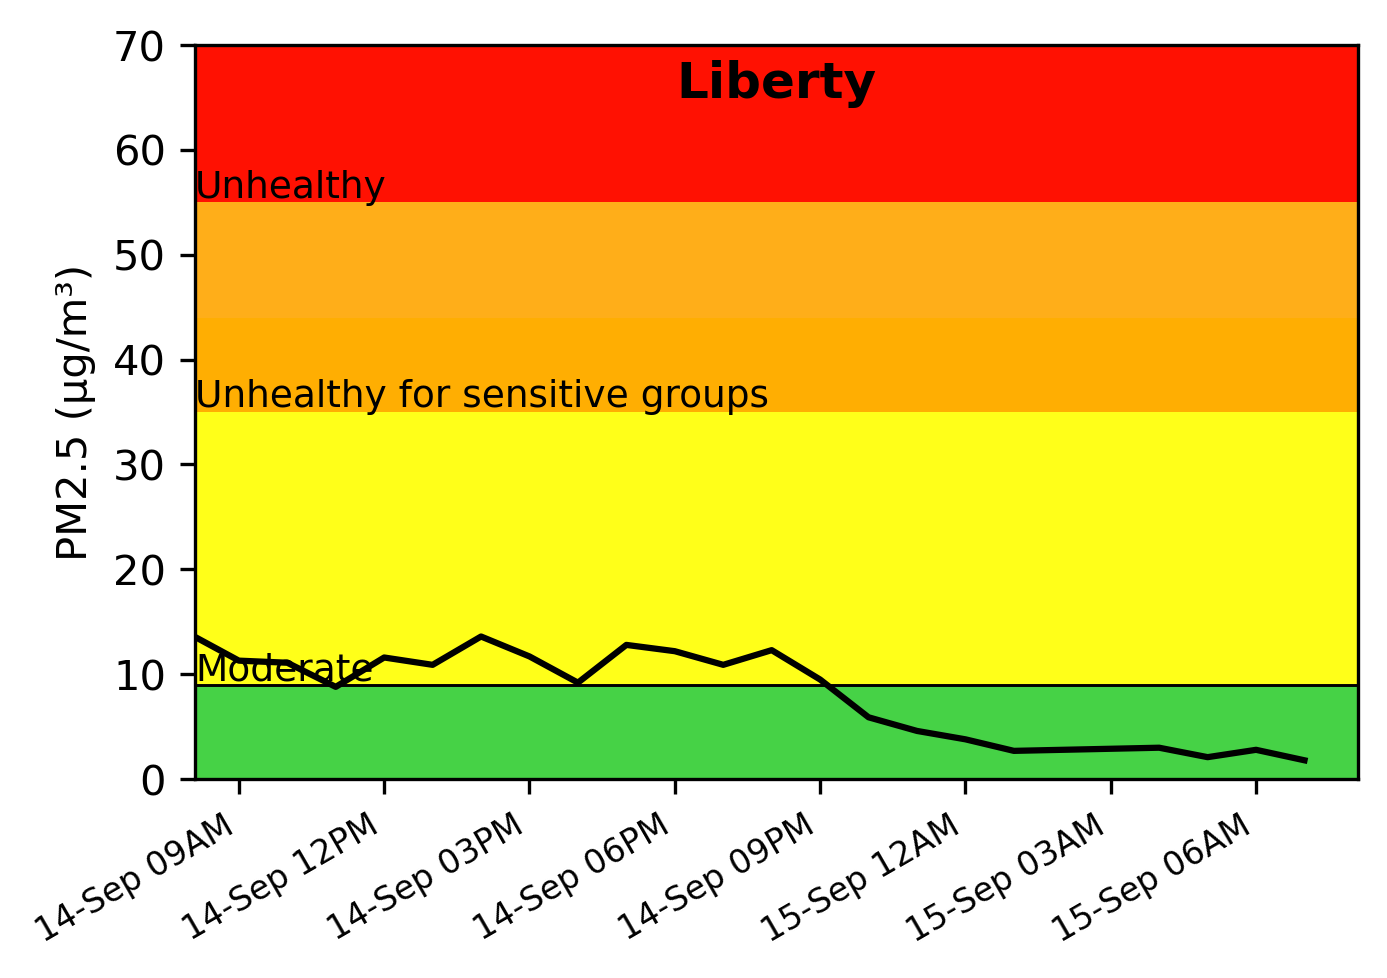 Liberty
70
60
Unhealthy
50
40
Unhealthy for sensitive groups
30
20
Moderate
10
0
PM2.5 (µg/m³)
14-Sep 09AM
14-Sep 12PM
14-Sep 03PM
14-Sep 06PM
14-Sep 09PM
15-Sep 12AM
15-Sep 03AM
15-Sep 06AM